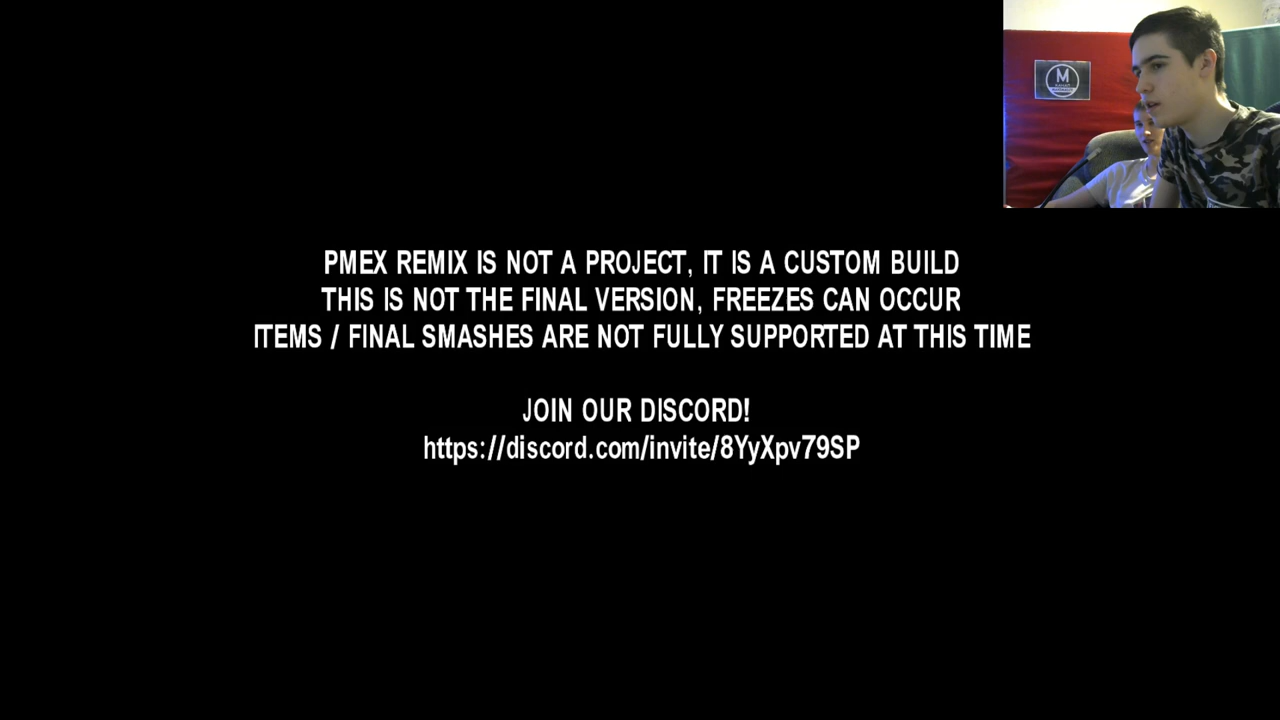 PMEX REMIX IS NOT A PROJECT, IT IS A CUSTOM BUILD
THIS IS NOT THE FINAL VERSION, FREEZES CAN OCCUR
ITEMS / FINAL SMASHES ARE NOT FULLY SUPPORTED AT THIS TIME
JOIN OUR DISCORD!
https://discord.com/invite/8YyXpv79SP
M